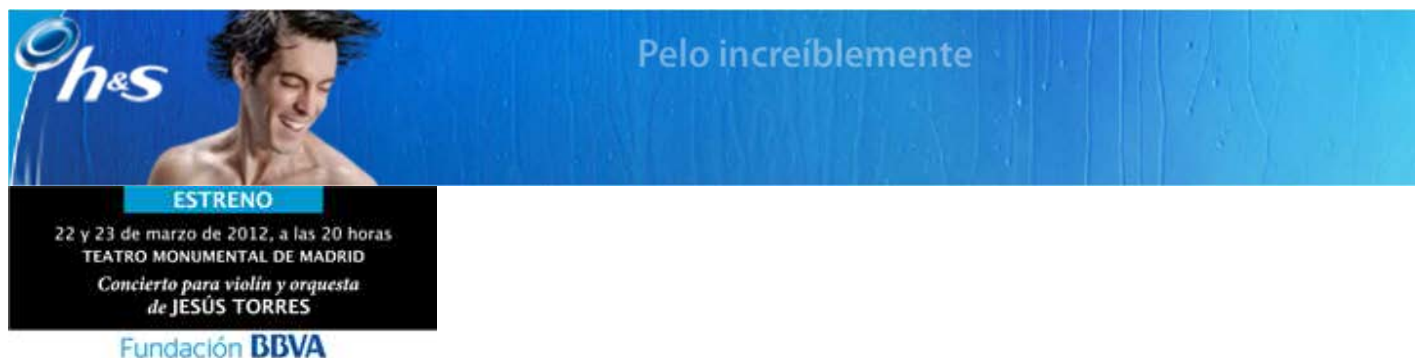 h&s
Pelo increíblemente
ESTRENO
22 y 23 de marzo de 2012, a las 20 horas
TEATRO MONUMENTAL DE MADRID
Concierto para violín y orquesta
de JESÚS TORRES
Fundación BBVA